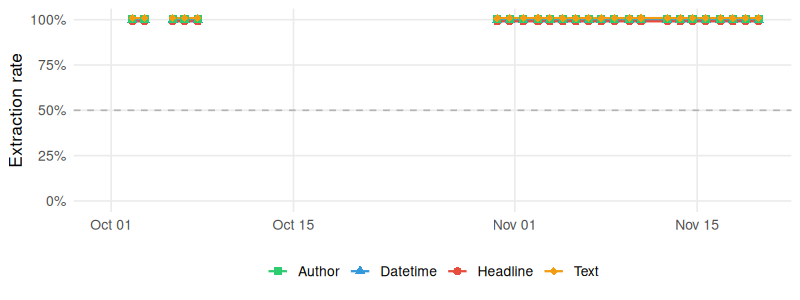 100%
75%
50%
25%
0%
Extraction rate
Oct 01 Oct 15 Nov 01 Nov 15
Author Datetime Headline Text